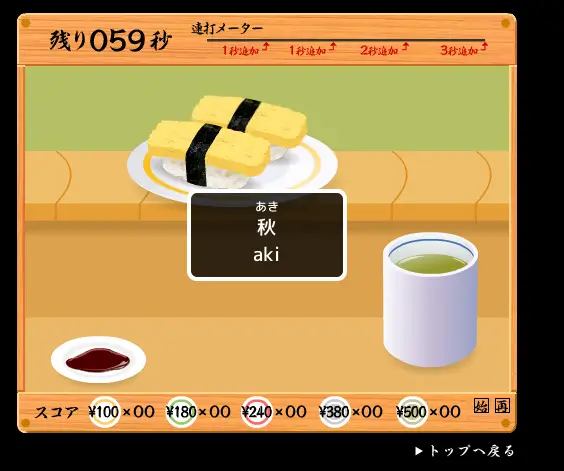 残り059秒
連打メーター
1秒追加 1秒追加 2秒追加 3秒追加
あき
秋
aki
スコア ¥100×00 ¥180×00 ¥240×00 ¥380×00 ¥500×00 始 再
▶トップへ戻る